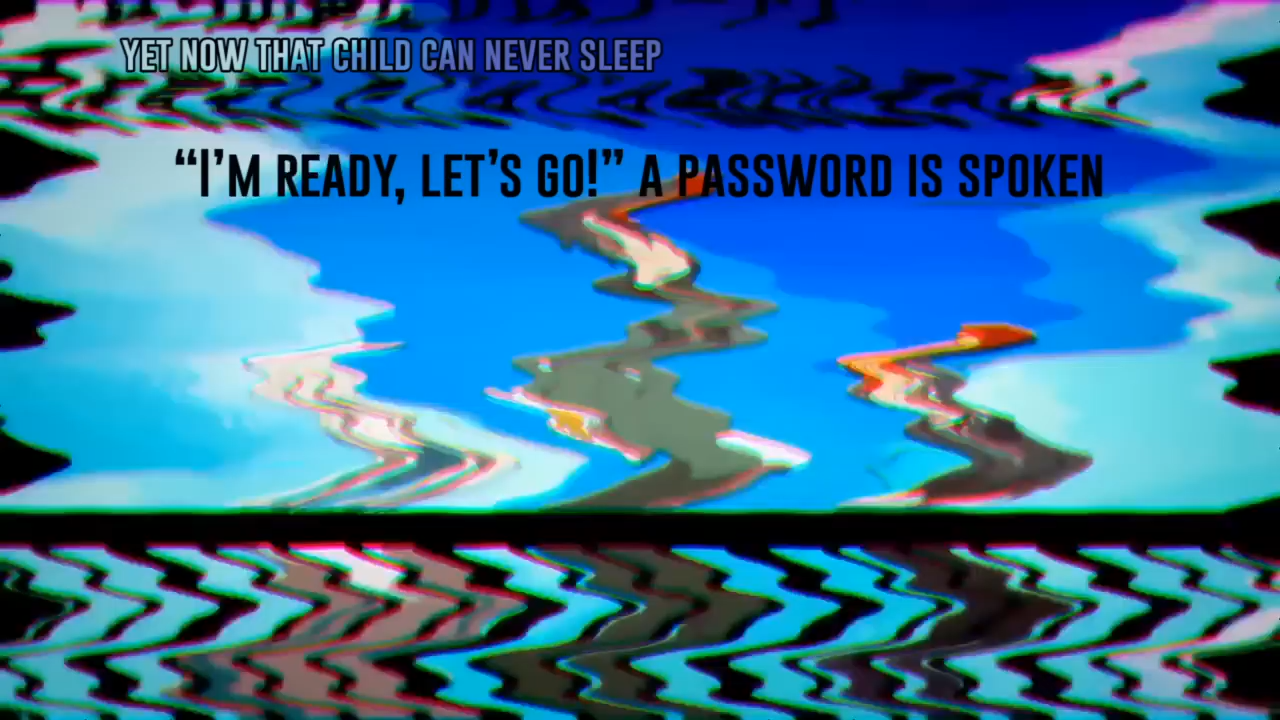 YET NOW THAT CHILD CAN NEVER SLEEP
“I’M READY, LET’S GO!” A PASSWORD IS SPOKEN